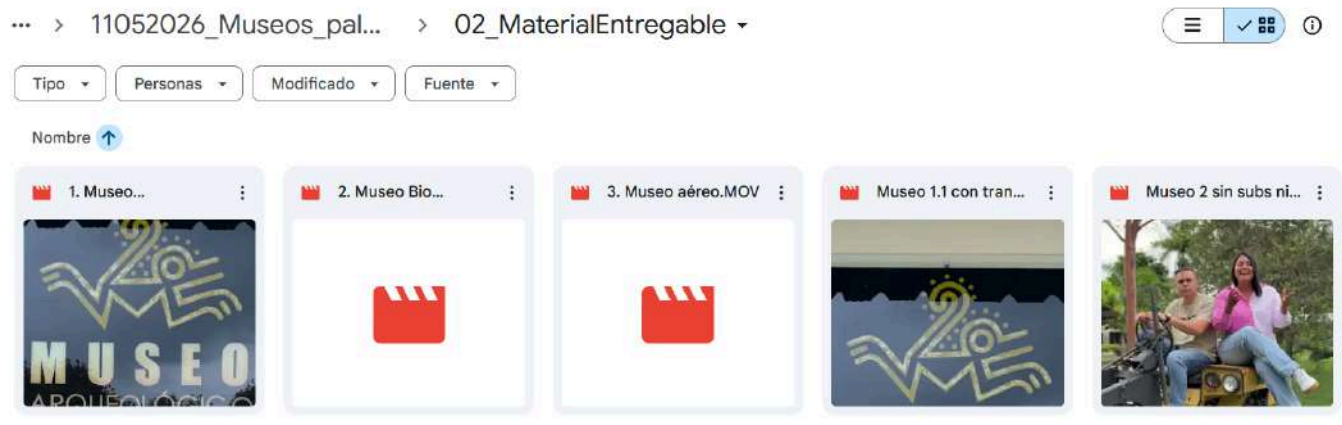 ... > 11052026_Museos_pal... > 02_MaterialEntregable
Tipo Personas Modificado Fuente
Nombre
1. Museo... 2. Museo Bio... 3. Museo aéreo.MOV Museo 1.1 con tran... Museo 2 sin subs ni...
MUSEO
ARQUEOLÓGICO